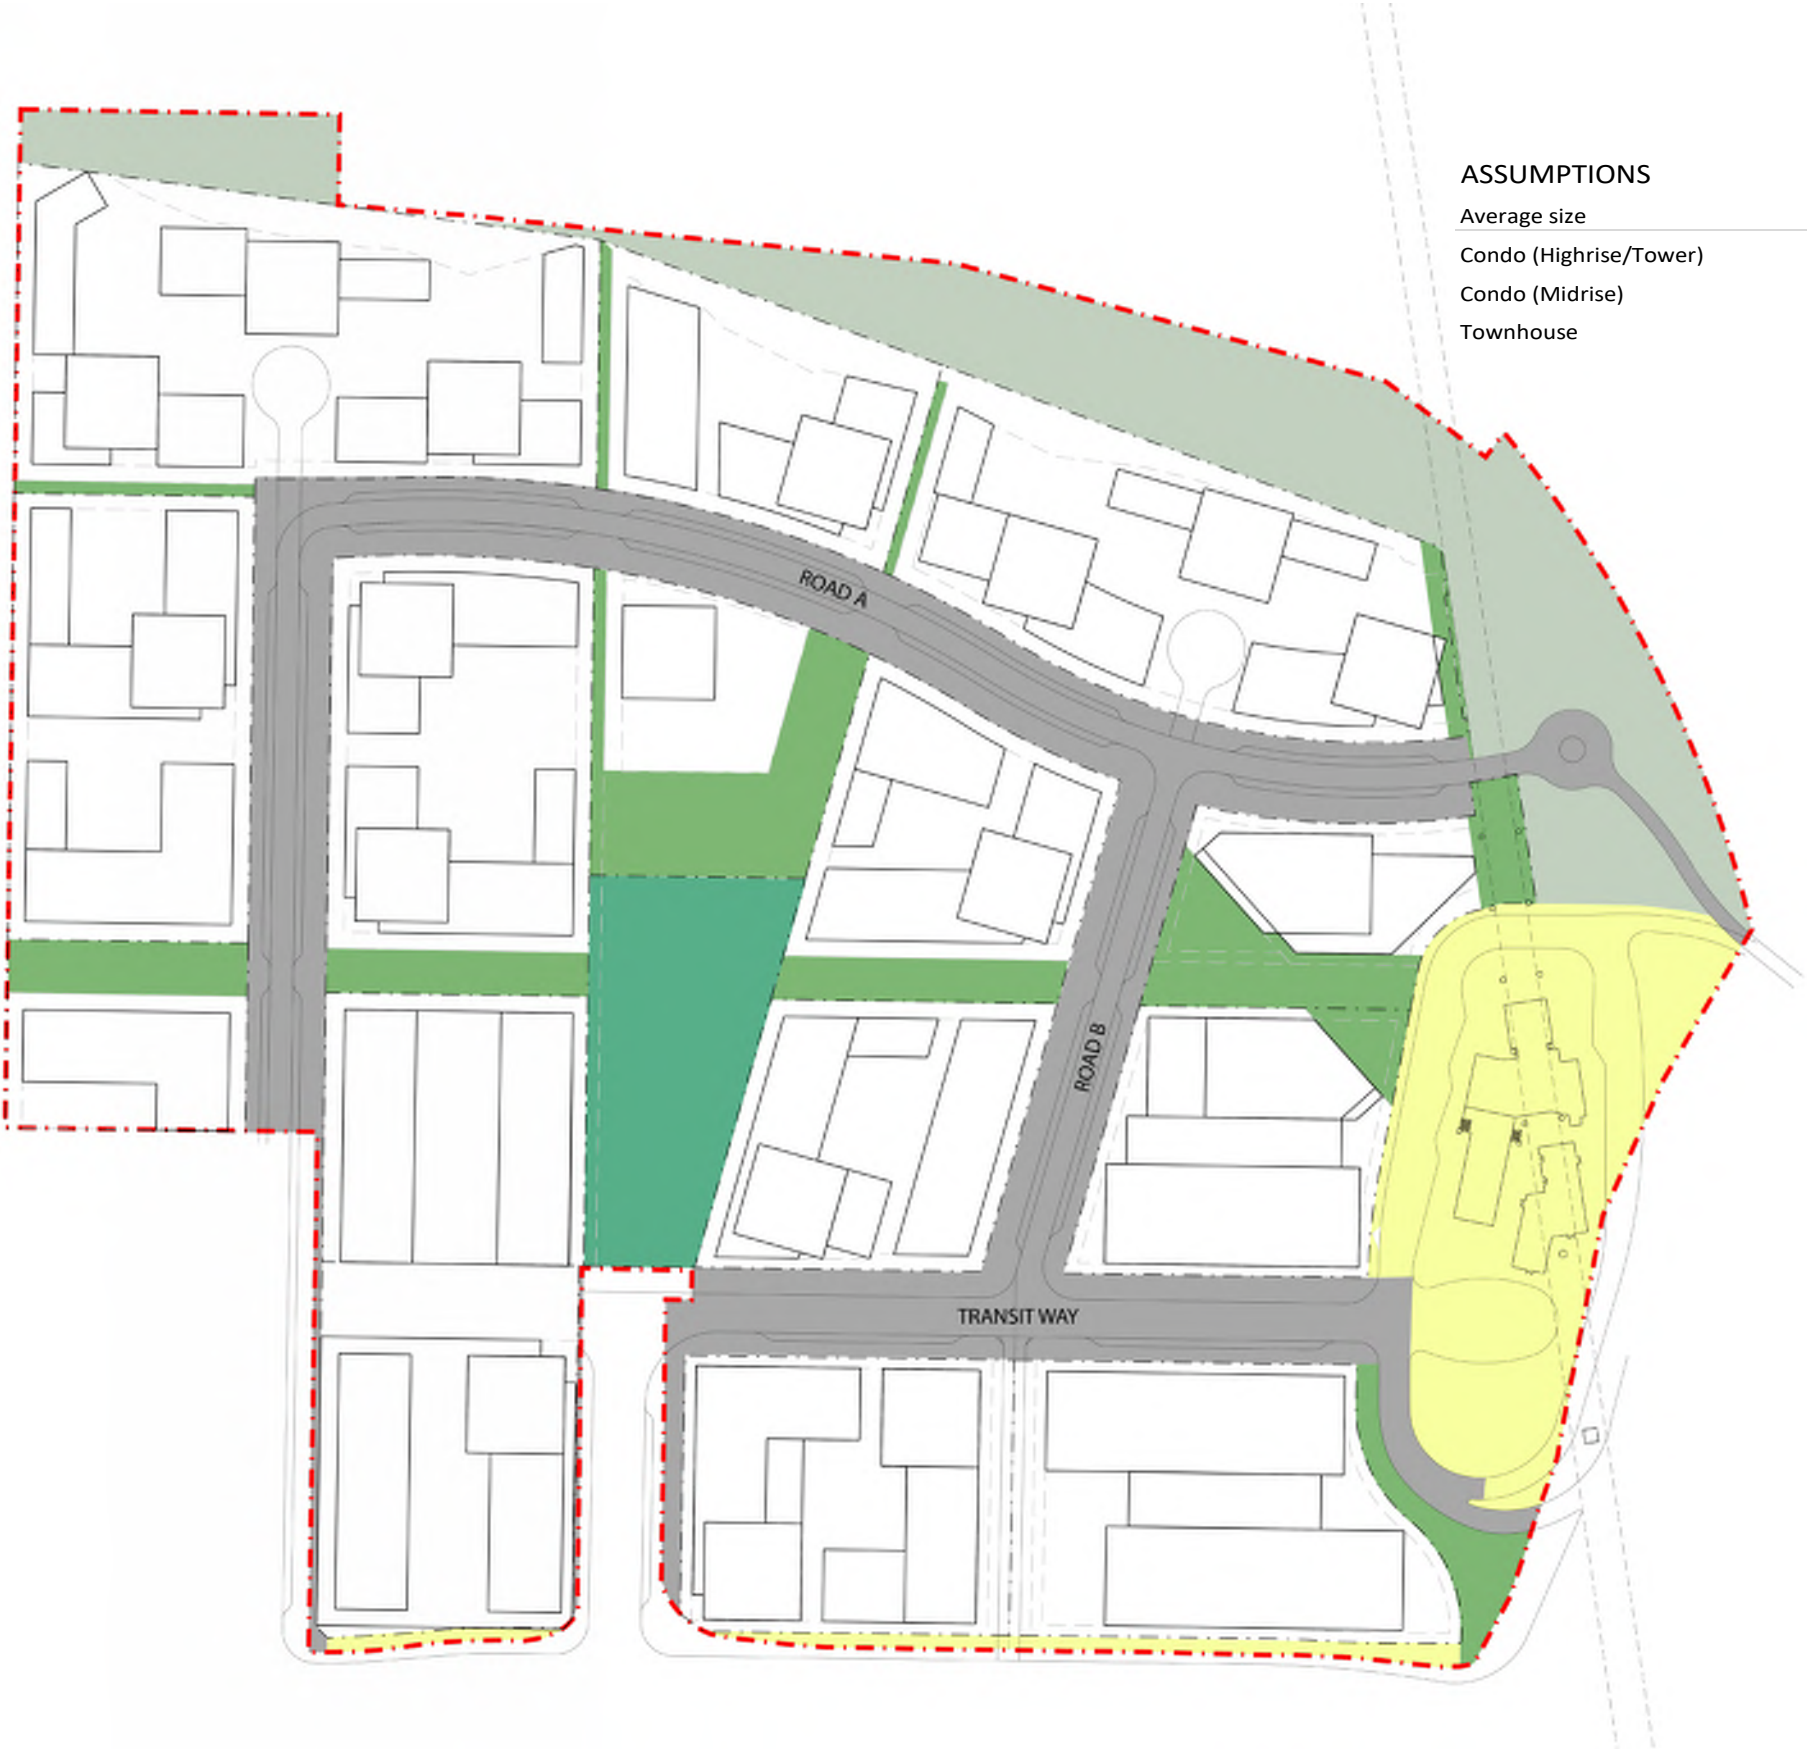 ASSUMPTIONS
Average size
Condo (Highrise/Tower)
Condo (Midrise)
Townhouse
ROAD A
ROAD B
TRANSIT WAY